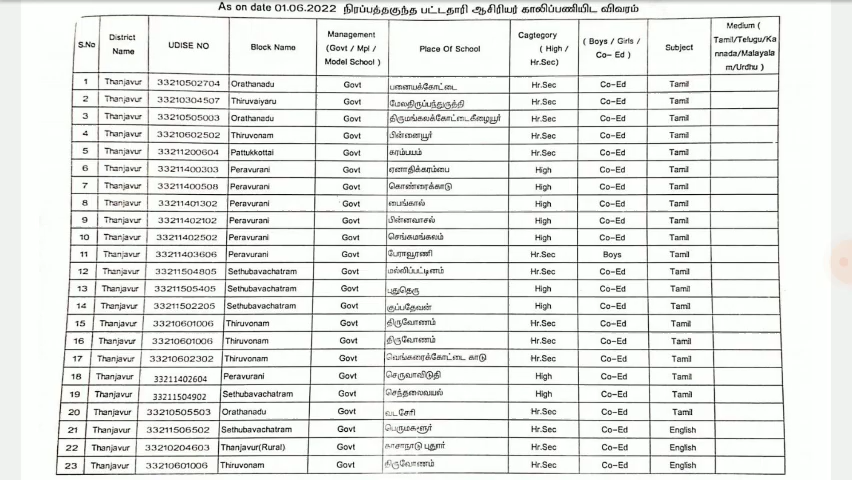 As on date 01.06.2022 நிரப்பத்தகுந்த பட்டதாரி ஆசிரியர் காலிப்பணியிட விவரம்
S.No District Name UDISE NO Block Name Management (Govt / Mpl / Model School ) Place Of School Cagtegory ( High / Hr.Sec) ( Boys / Girls / Co- Ed ) Subject Medium ( Tamil/Telugu/Kannada/Malayalam/Urdhu )
1 Thanjavur 33210502704 Orathanadu Govt பனையக்கோட்டை Hr.Sec Co-Ed Tamil
2 Thanjavur 33210304507 Thiruvaiyaru Govt மேலதிருப்பந்துருத்தி Hr.Sec Co-Ed Tamil
3 Thanjavur 33210505003 Orathanadu Govt திருமங்கலக்கோட்டைகீழையூர் Hr.Sec Co-Ed Tamil
4 Thanjavur 33210602502 Thiruvonam Govt பின்னையூர் Hr.Sec Co-Ed Tamil
5 Thanjavur 33211200604 Pattukkottai Govt கரம்பயம் Hr.Sec Co-Ed Tamil
6 Thanjavur 33211400303 Peravurani Govt ஏனாதிக்கரம்பை High Co-Ed Tamil
7 Thanjavur 33211400508 Peravurani Govt கொண்ரைக்காடு High Co-Ed Tamil
8 Thanjavur 33211401302 Peravurani Govt பைங்கால் High Co-Ed Tamil
9 Thanjavur 33211402102 Peravurani Govt பின்னவாசல் High Co-Ed Tamil
10 Thanjavur 33211402502 Peravurani Govt செங்கமங்கலம் High Co-Ed Tamil
11 Thanjavur 33211403606 Peravurani Govt பேராவூரணி Hr.Sec Boys Tamil
12 Thanjavur 33211504805 Sethubavachatram Govt மல்லிப்பட்டினம் Hr.Sec Co-Ed Tamil
13 Thanjavur 33211505405 Sethubavachatram Govt புதுதெரு High Co-Ed Tamil
14 Thanjavur 33211502205 Sethubavachatram Govt குப்பதேவன் High Co-Ed Tamil
15 Thanjavur 33210601006 Thiruvonam Govt திருவோணம் Hr.Sec Co-Ed Tamil
16 Thanjavur 33210601006 Thiruvonam Govt திருவோணம் Hr.Sec Co-Ed Tamil
17 Thanjavur 33210602302 Thiruvonam Govt வெங்கரைக்கோட்டை காடு Hr.Sec Co-Ed Tamil
18 Thanjavur 33211402604 Peravurani Govt செருவாவிடுதி High Co-Ed Tamil
19 Thanjavur 33211504902 Sethubavachatram Govt செந்தலைவயல் High Co-Ed Tamil
20 Thanjavur 33210505503 Orathanadu Govt வடசேரி Hr.Sec Co-Ed Tamil
21 Thanjavur 33211506502 Sethubavachatram Govt பெருமகளூர் Hr.Sec Co-Ed English
22 Thanjavur 33210204603 Thanjavur(Rural) Govt காசாநாடு புதூர் Hr.Sec Co-Ed English
23 Thanjavur 33210601006 Thiruvonam Govt திருவோணம் Hr.Sec Co-Ed English